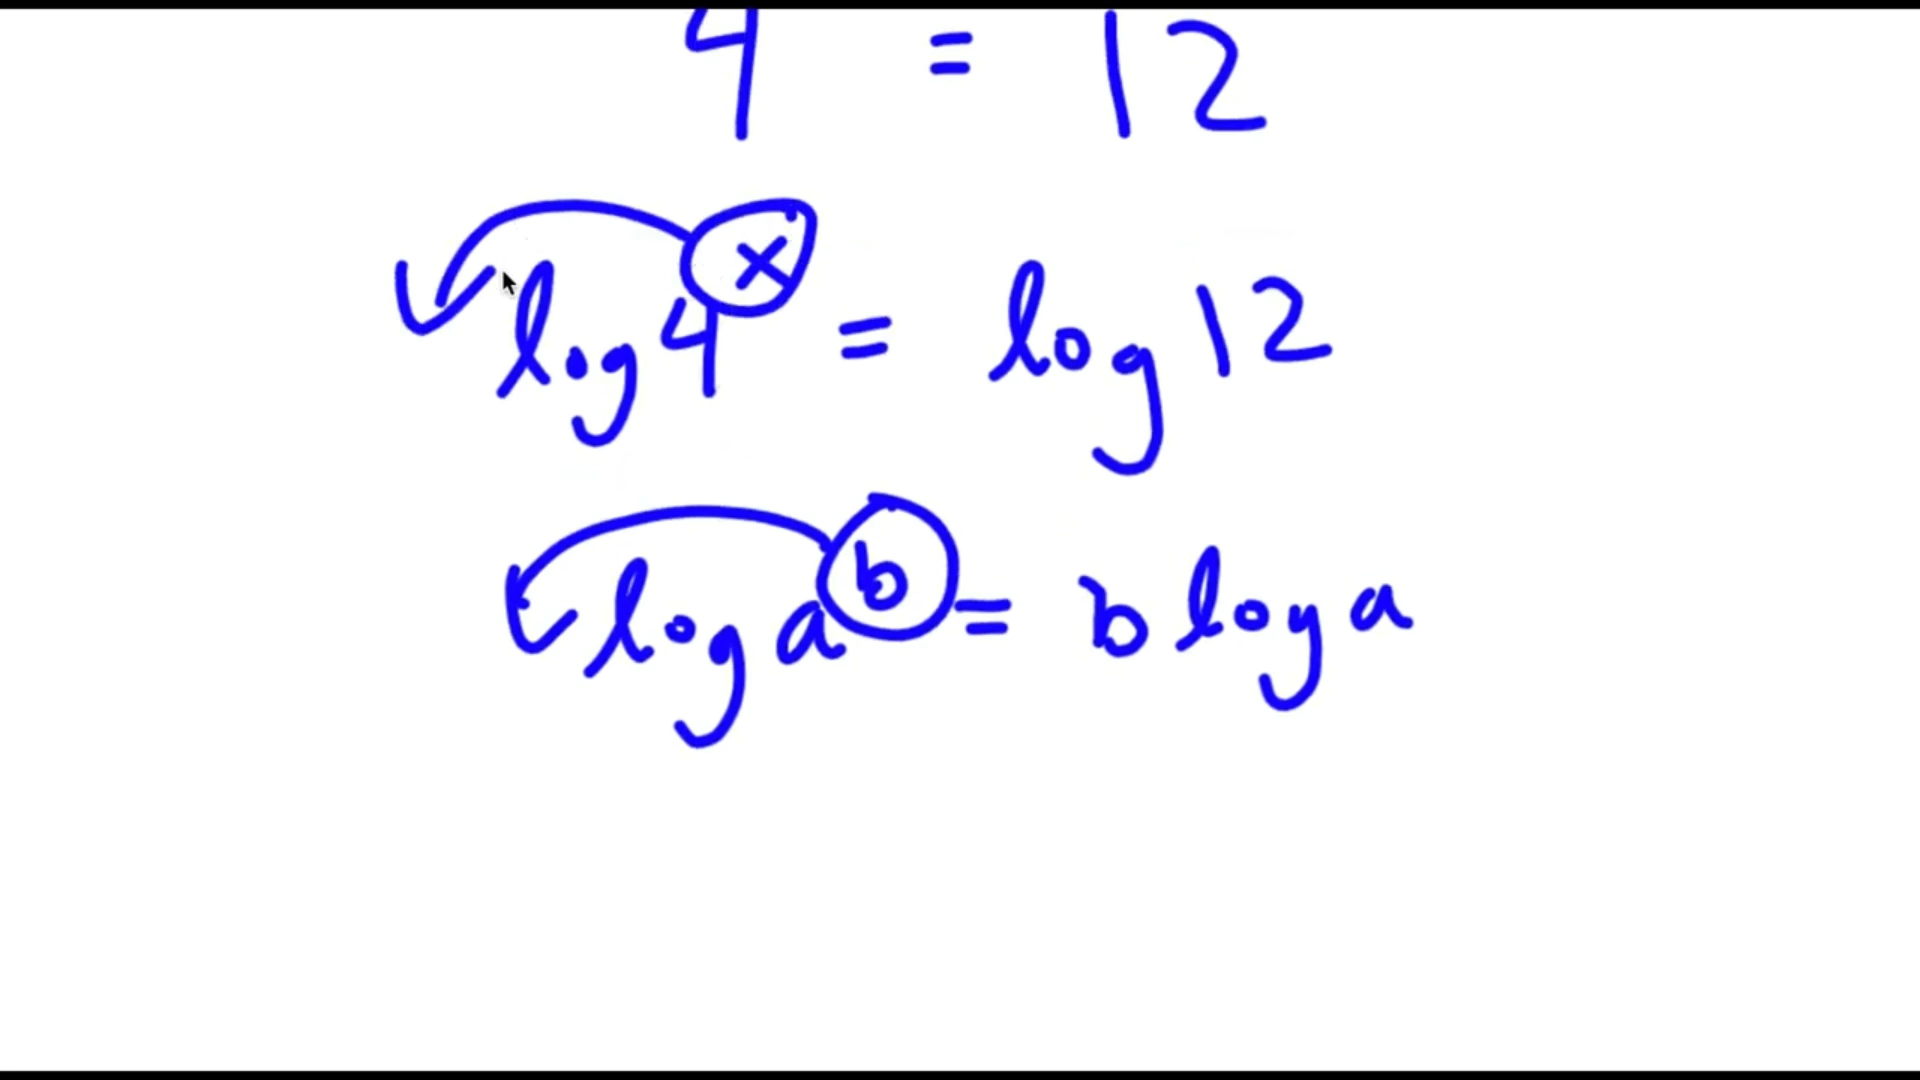 4 = 12
log 4^x = log 12
log a^b = b log a